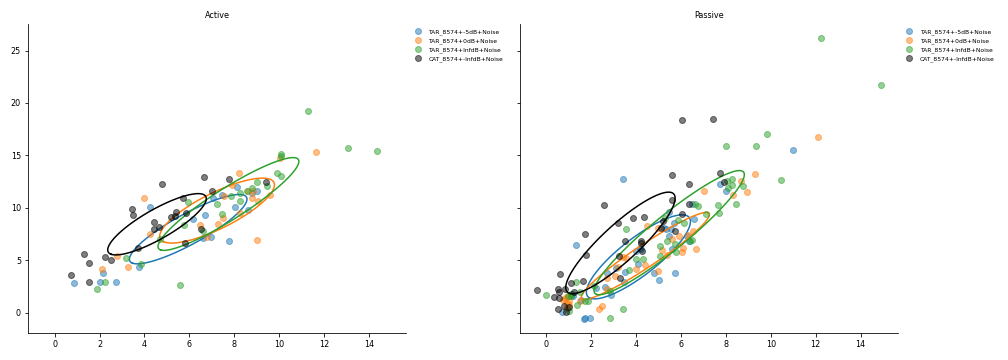 Active
TAR_8574+-5dB+Noise
TAR_8574+0dB+Noise
TAR_8574+InfdB+Noise
CAT_8574+-InfdB+Noise
25
20
15
10
5
0
0 2 4 6 8 10 12 14
Passive
TAR_8574+-5dB+Noise
TAR_8574+0dB+Noise
TAR_8574+InfdB+Noise
CAT_8574+-InfdB+Noise
0 2 4 6 8 10 12 14